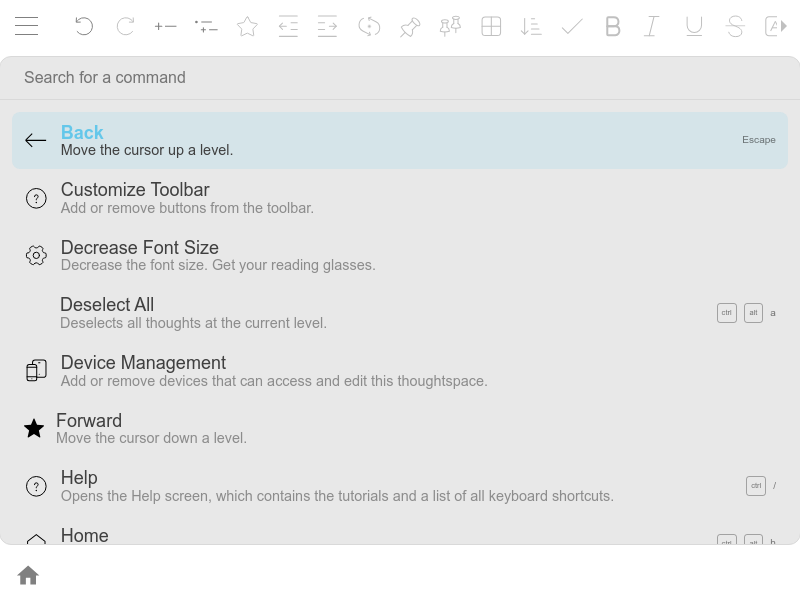 B I U S A
Search for a command
Back
Move the cursor up a level.
Escape
Customize Toolbar
Add or remove buttons from the toolbar.
Decrease Font Size
Decrease the font size. Get your reading glasses.
Deselect All
Deselects all thoughts at the current level.
ctrl alt a
Device Management
Add or remove devices that can access and edit this thoughtspace.
Forward
Move the cursor down a level.
Help
Opens the Help screen, which contains the tutorials and a list of all keyboard shortcuts.
ctrl /
Home
ctrl alt h